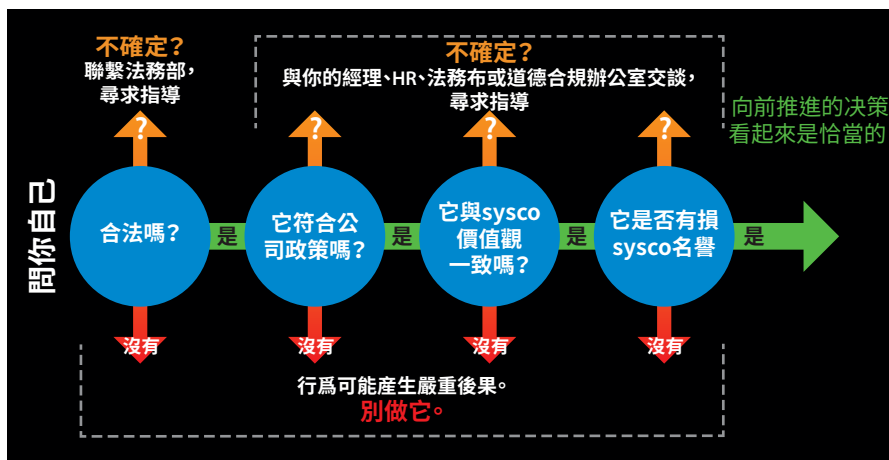 不確定？
聯繫法務部，
尋求指導
不確定？
與你的經理、HR、法務布或道德合規辦公室交談，
尋求指導
向前推進的決策
看起來是恰當的
?
?
?
?
問你自己
合法嗎？
是
它符合公
司政策嗎？
是
它與sysco
價值觀
一致嗎？
是
它是否有損
sysco名譽
是
沒有
沒有
沒有
沒有
行爲可能産生嚴重後果。
別做它。